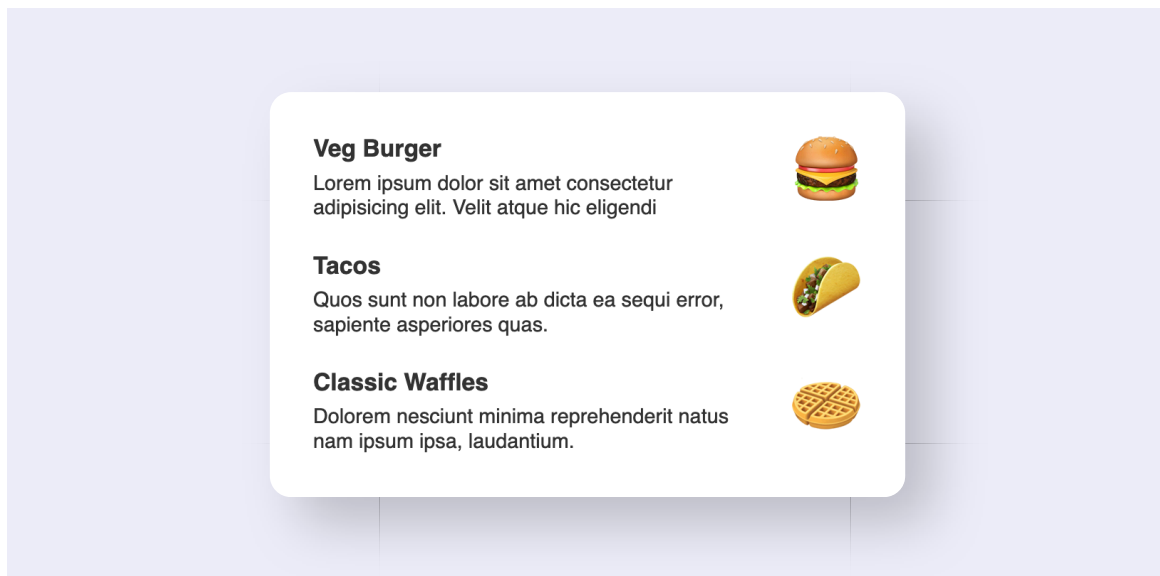 Veg Burger
Lorem ipsum dolor sit amet consectetur
adipisicing elit. Velit atque hic eligendi
Tacos
Quos sunt non labore ab dicta ea sequi error,
sapiente asperiores quas.
Classic Waffles
Dolorem nesciunt minima reprehenderit natus
nam ipsum ipsa, laudantium.